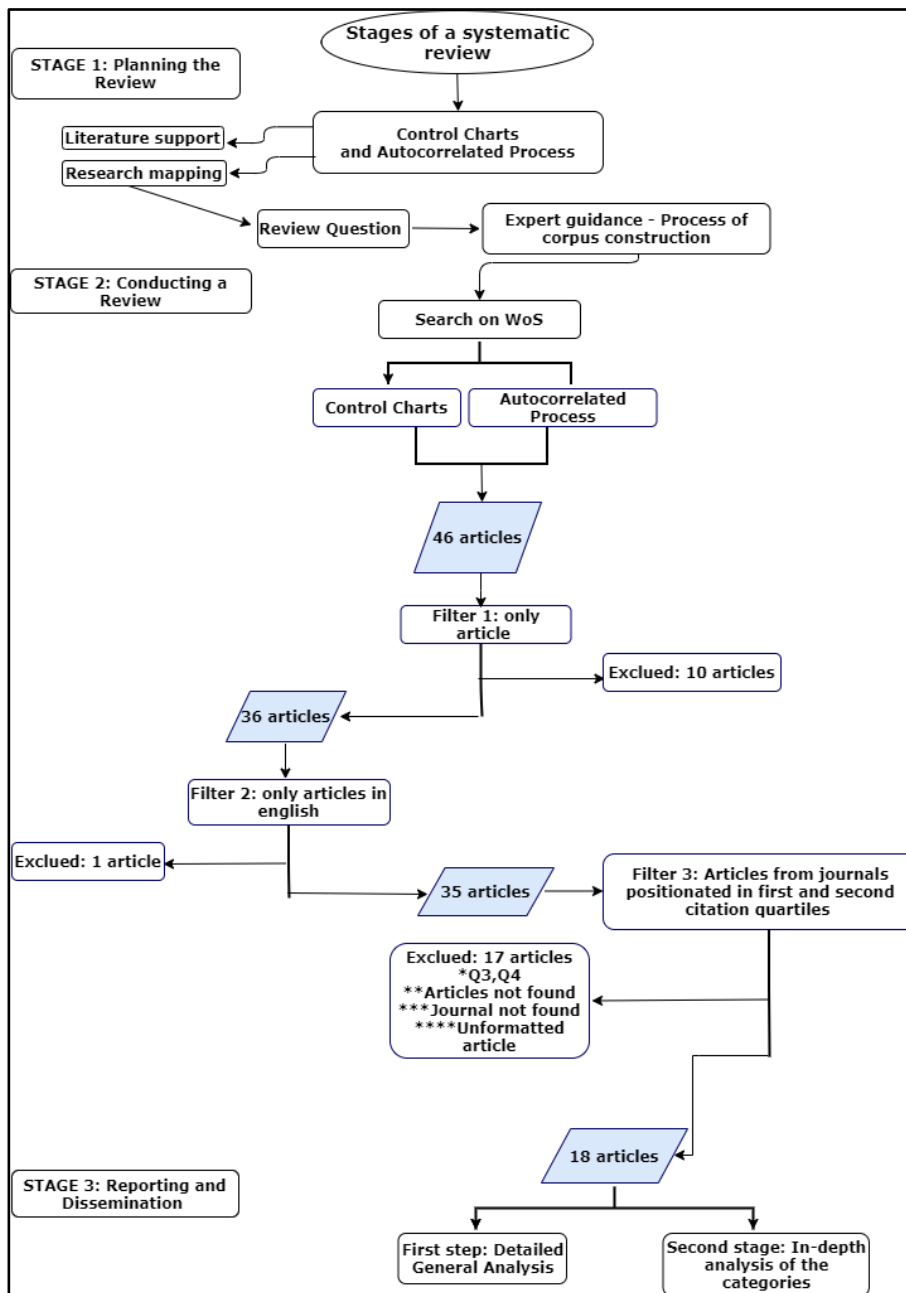 Stages of a systematic
review
STAGE 1: Planning the
Review
Control Charts
and Autocorrelated Process
Literature support
Research mapping
Review Question
Expert guidance - Process of
corpus construction
STAGE 2: Conducting a
Review
Search on WoS
Control Charts
Autocorrelated
Process
46 articles
Filter 1: only
article
Exclued: 10 articles
36 articles
Filter 2: only articles in
english
Exclued: 1 article
35 articles
Filter 3: Articles from journals
positionated in first and second
citation quartiles
Exclued: 17 articles
*Q3,Q4
**Articles not found
***Journal not found
****Unformatted
article
18 articles
STAGE 3: Reporting and
Dissemination
First step: Detailed
General Analysis
Second stage: In-depth
analysis of the
categories